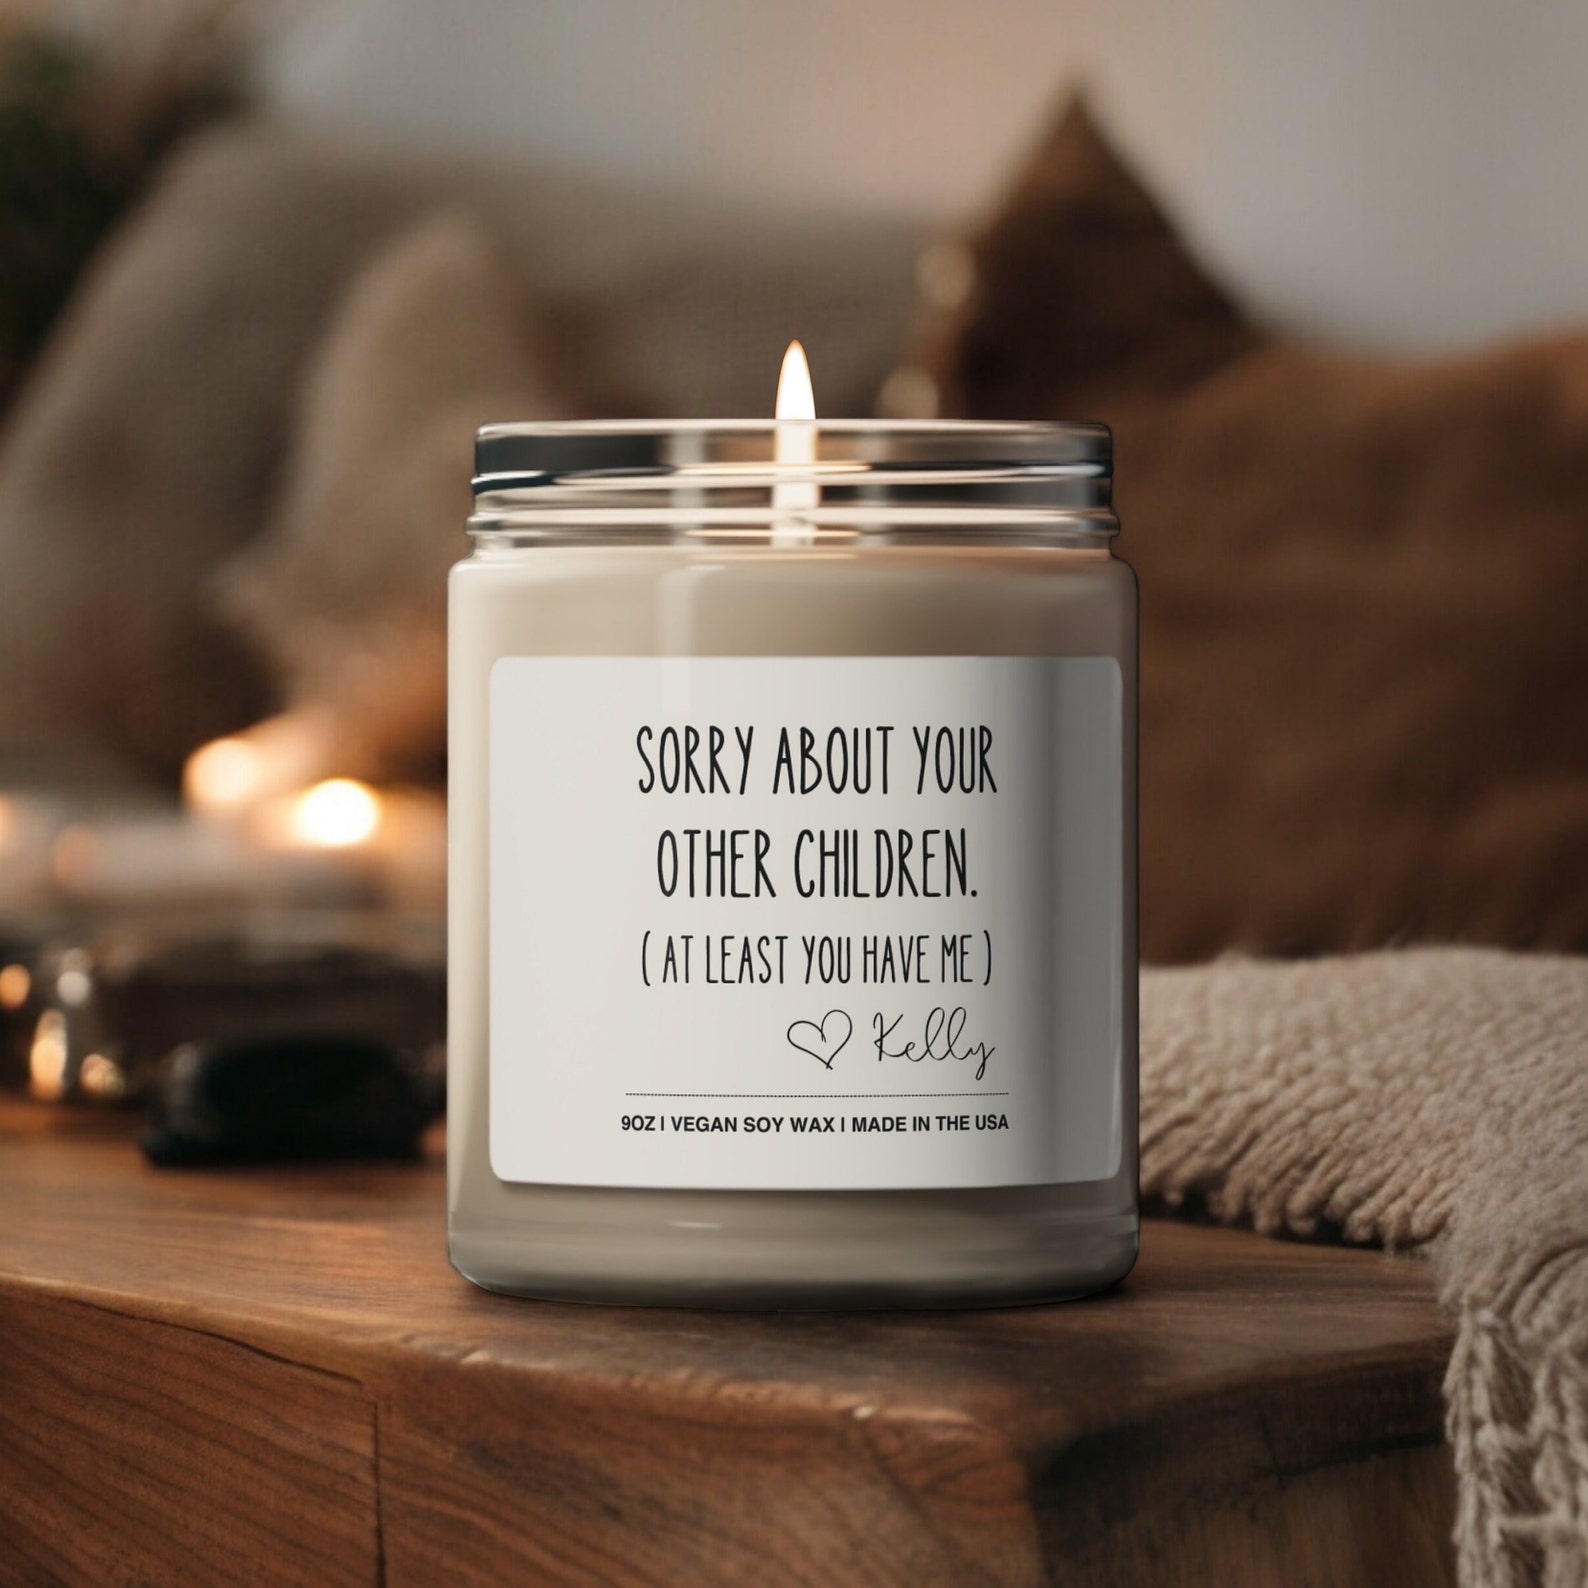 SORRY ABOUT YOUR
OTHER CHILDREN.
( AT LEAST YOU HAVE ME )
Kelly
9OZ | VEGAN SOY WAX | MADE IN THE USA